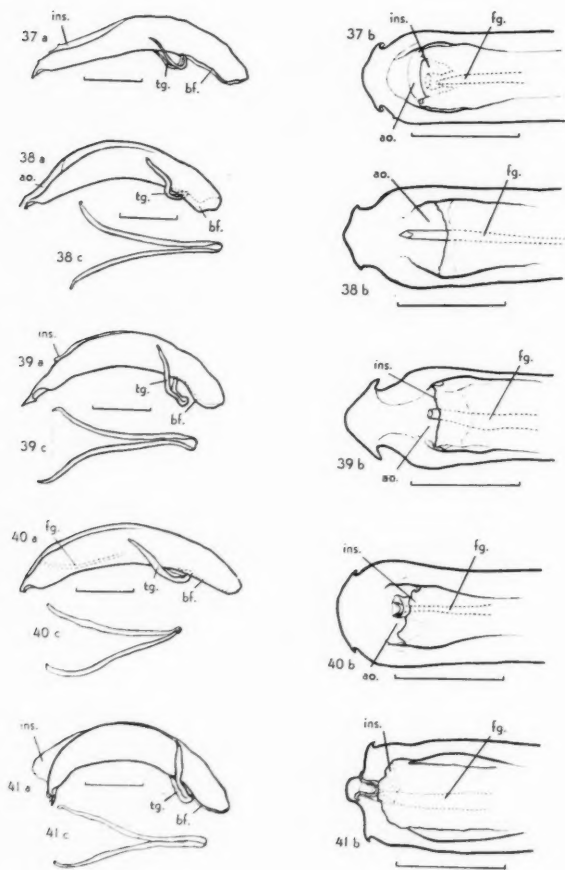 37 a
ins.
tg.
bf.
37 b
ins.
fg.
ao.
38 a
ao.
tg.
bf.
38 c
ao.
fg.
38 b
39 a
ins.
tg.
bf.
39 c
ins.
fg.
39 b
ao.
40 a
fg.
tg.
bf.
40 c
ins.
fg.
40 b
ao.
ins.
41 a
tg.
bf.
41 c
ins.
fg.
41 b